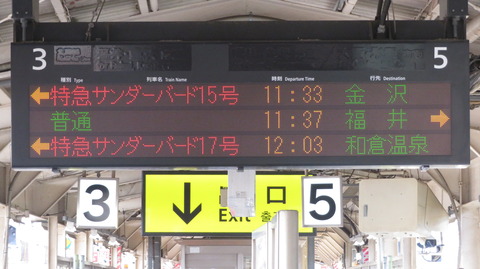 3 5
種別 Type 列車名 Train Name 時刻 Departure Time 行先 Destination
←特急サンダーバード15号 11:33 金沢
普通 11:37 福井→
←特急サンダーバード17号 12:03 和倉温泉
3 ↓ 口 5
Exit 出